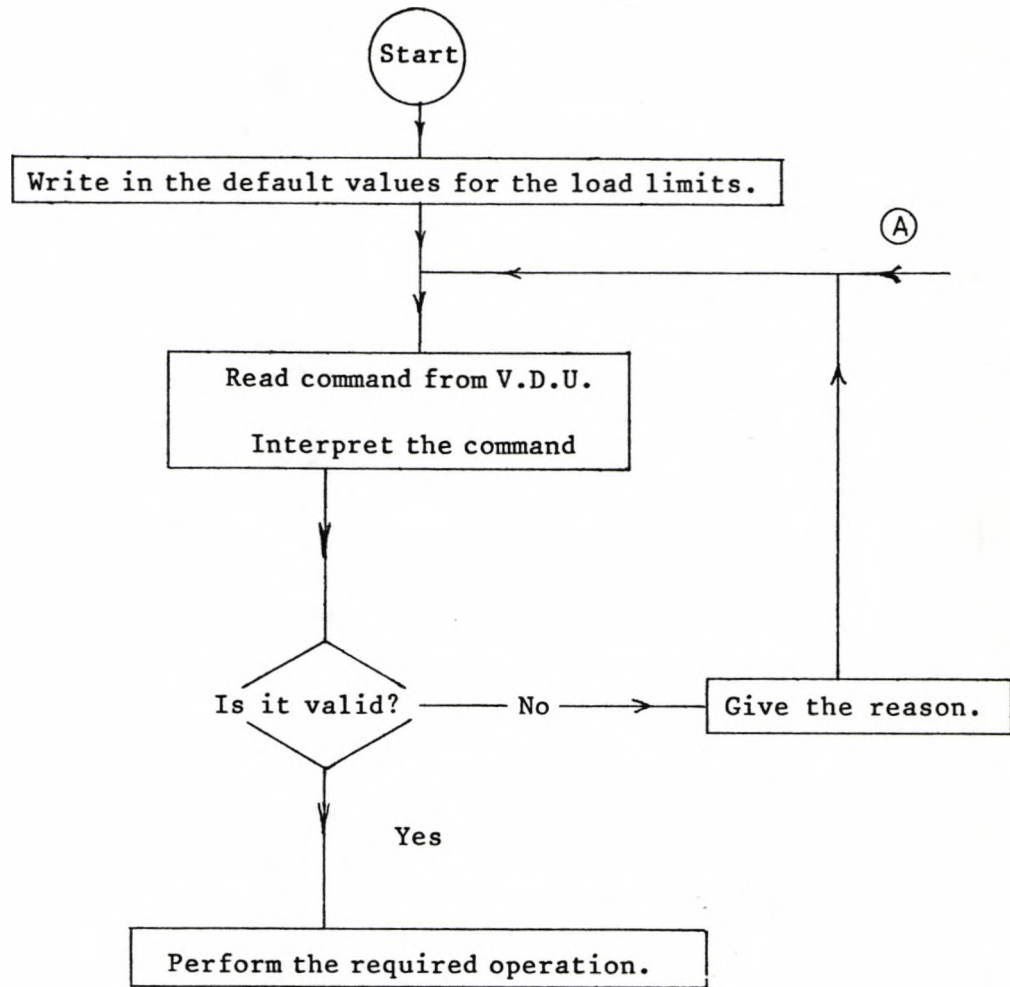 Start
Write in the default values for the load limits.
A
Read command from V.D.U.
Interpret the command
Is it valid?
No
Give the reason.
Yes
Perform the required operation.